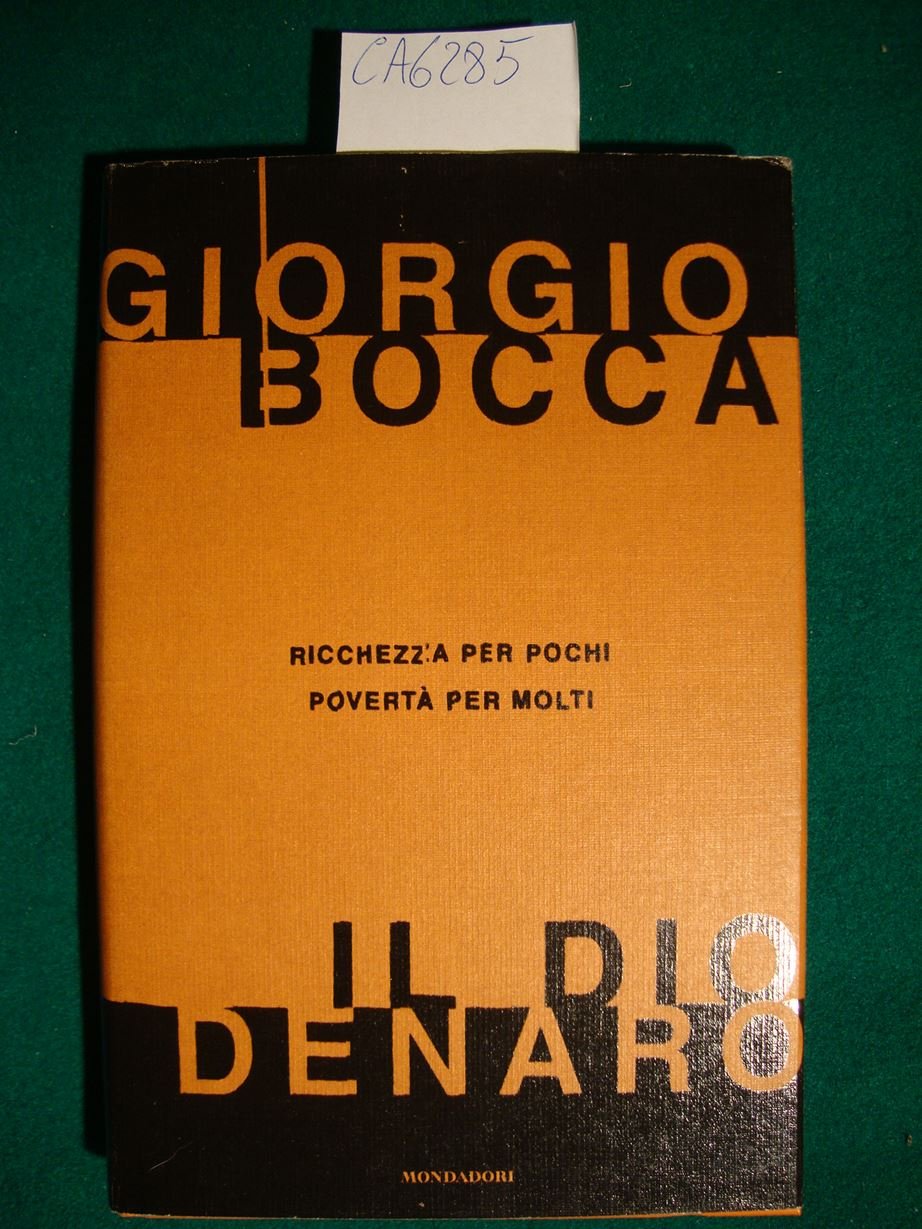 CA6285
GIORGIO
BOCCA
RICCHEZZA PER POCHI
POVERTÀ PER MOLTI
IL DIO
DENARO
MONDADORI